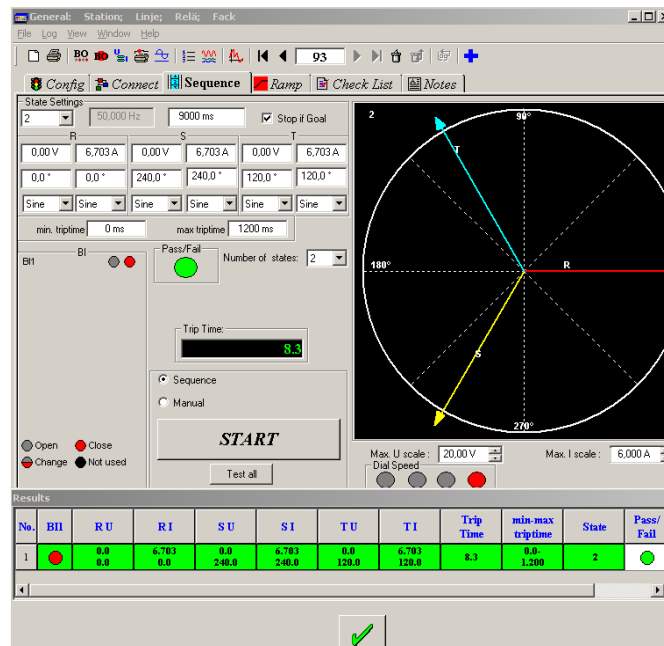 General: Station; Linje; Relä; Fack
File Log View Window Help
BO BO 93
Config Connect Sequence Ramp Check List Notes
State Settings
2 50,000 Hz 9000 ms Stop if Goal
R S T
0,00 V 6,703 A 0,00 V 6,703 A 0,00 V 6,703 A
0,0 ° 0,0 ° 240,0 ° 240,0 ° 120,0 ° 120,0 °
Sine Sine Sine Sine Sine Sine
min. triptime 0 ms max triptime 1200 ms
BI
BI1
Pass/Fail
Number of states: 2
Trip Time:
8.3
Sequence
Manual
START
Test all
Open Close
Change Not used
2
90°
T
180°
R
S
270°
Max. U scale : 20,00 V Max. I scale : 6,000 A
Dial Speed
Results
No. BI1 R U R I S U S I T U T I Trip Time min-max triptime State Pass/ Fail
1 0.0 6.703 0.0 6.703 0.0 6.703 8.3 0.0- 2
0.0 0.0 240.0 240.0 120.0 120.0 1.200